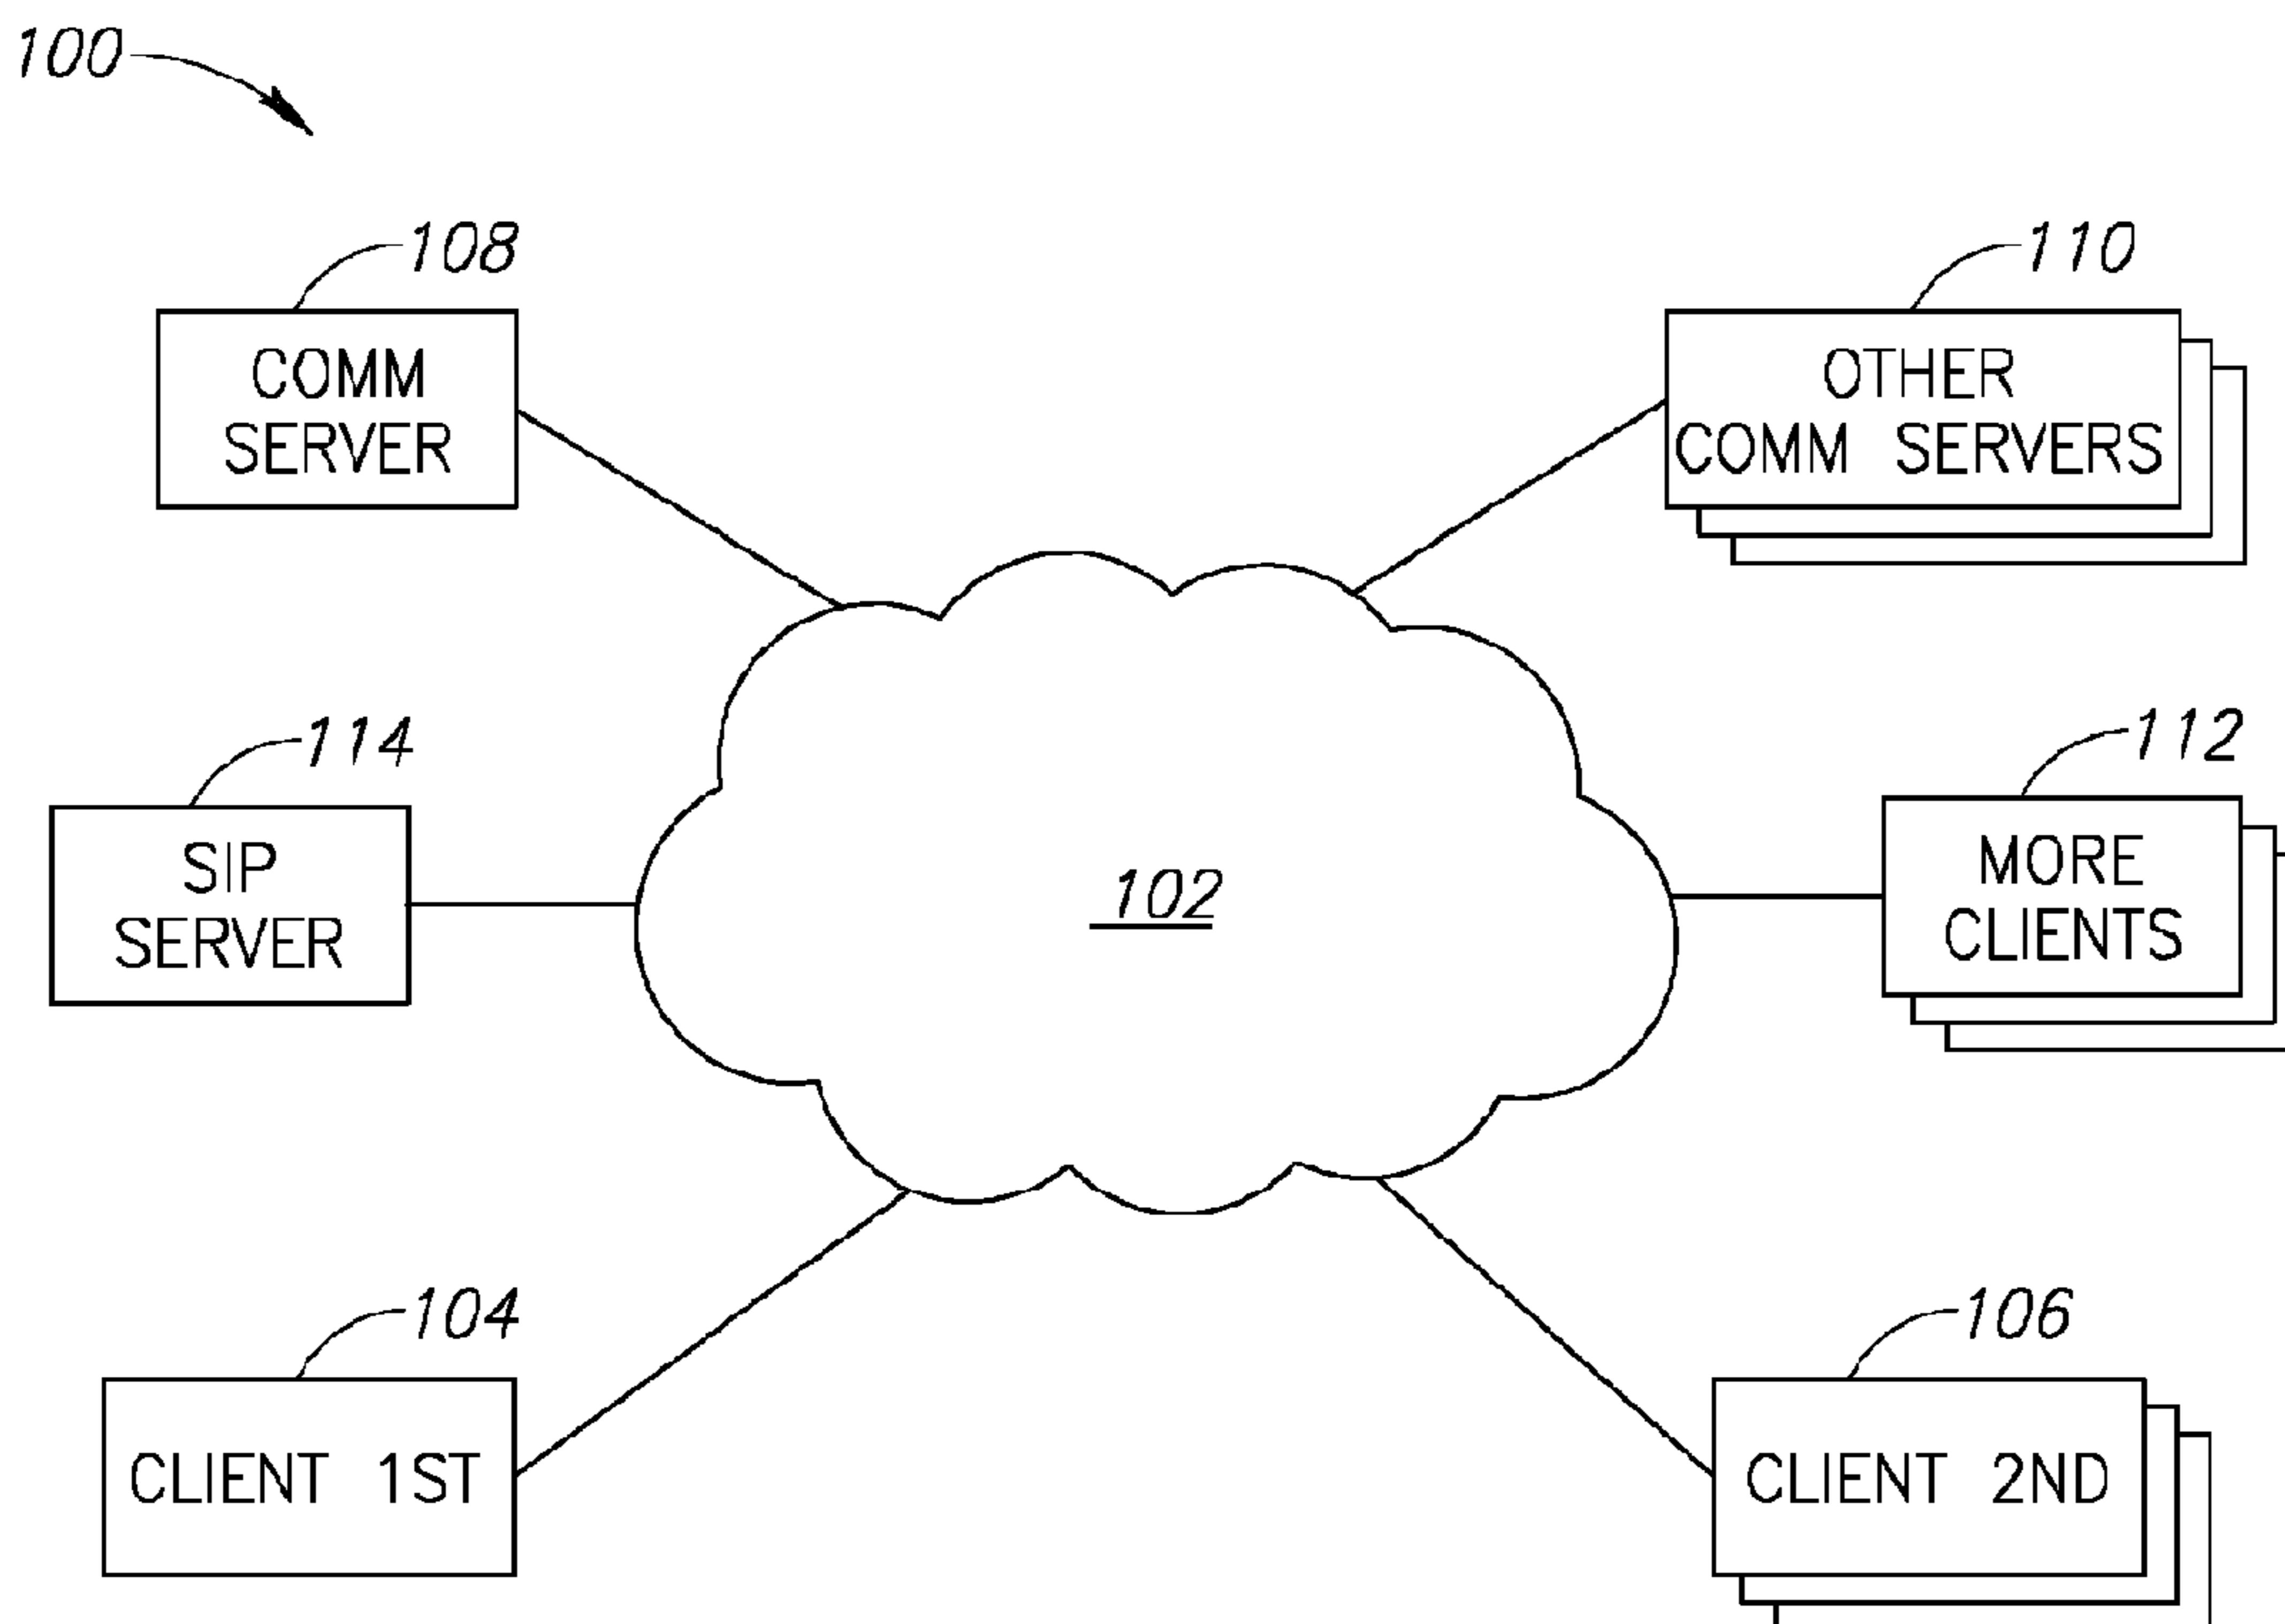 100
108
COMM
SERVER
110
OTHER
COMM SERVERS
114
SIP
SERVER
102
112
MORE
CLIENTS
104
CLIENT 1ST
106
CLIENT 2ND